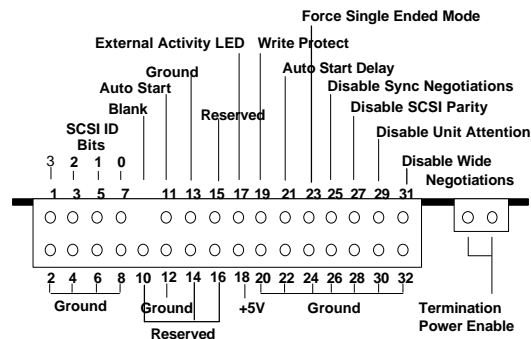 Force Single Ended Mode
External Activity LED Write Protect
Ground Auto Start Delay
Auto Start Disable Sync Negotiations
Blank Reserved Disable SCSI Parity
SCSI ID
Bits
Disable Unit Attention
3 2 1 0 Disable Wide
Negotiations
1 3 5 7 11 13 15 17 19 21 23 25 27 29 31
2 4 6 8 10 12 14 16 18 20 22 24 26 28 30 32
Ground Ground +5V Ground
Reserved
Termination
Power Enable